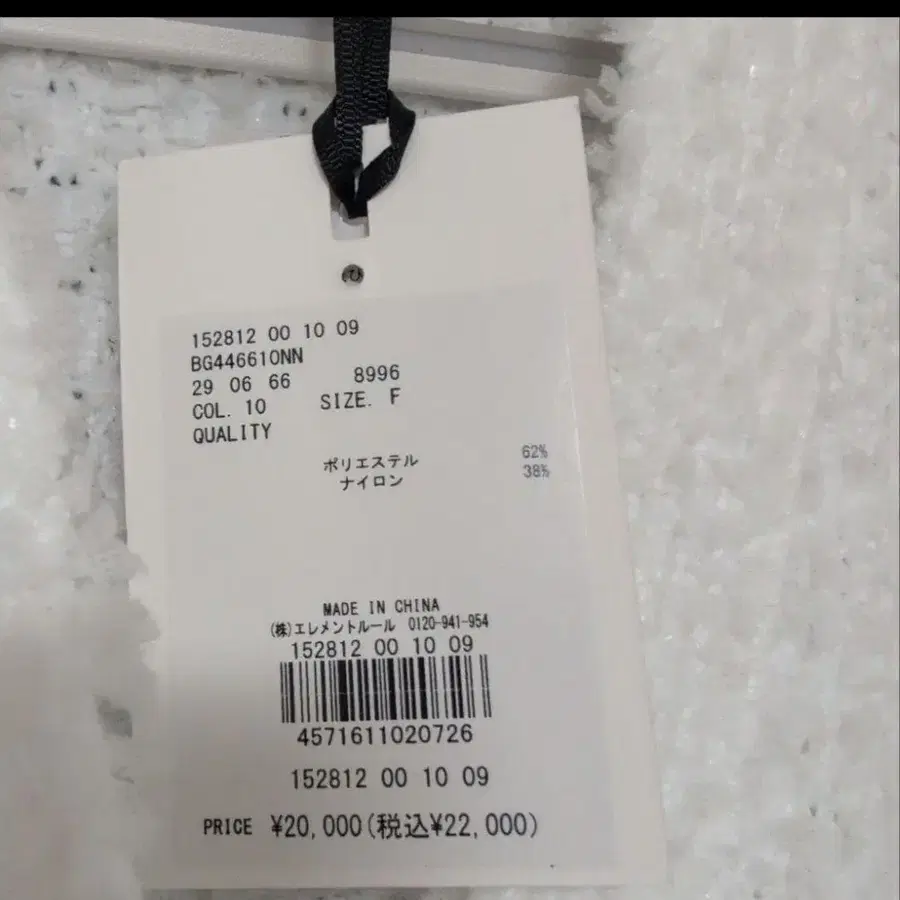 152812 00 10 09
BG446610NN
29 06 66 8996
COL. 10 SIZE. F
QUALITY
ポリエステル 62%
ナイロン 38%
MADE IN CHINA
(株)エレメントルール 0120-941-954
152812 00 10 09
4571611020726
152812 00 10 09
PRICE ¥20,000(税込¥22,000)